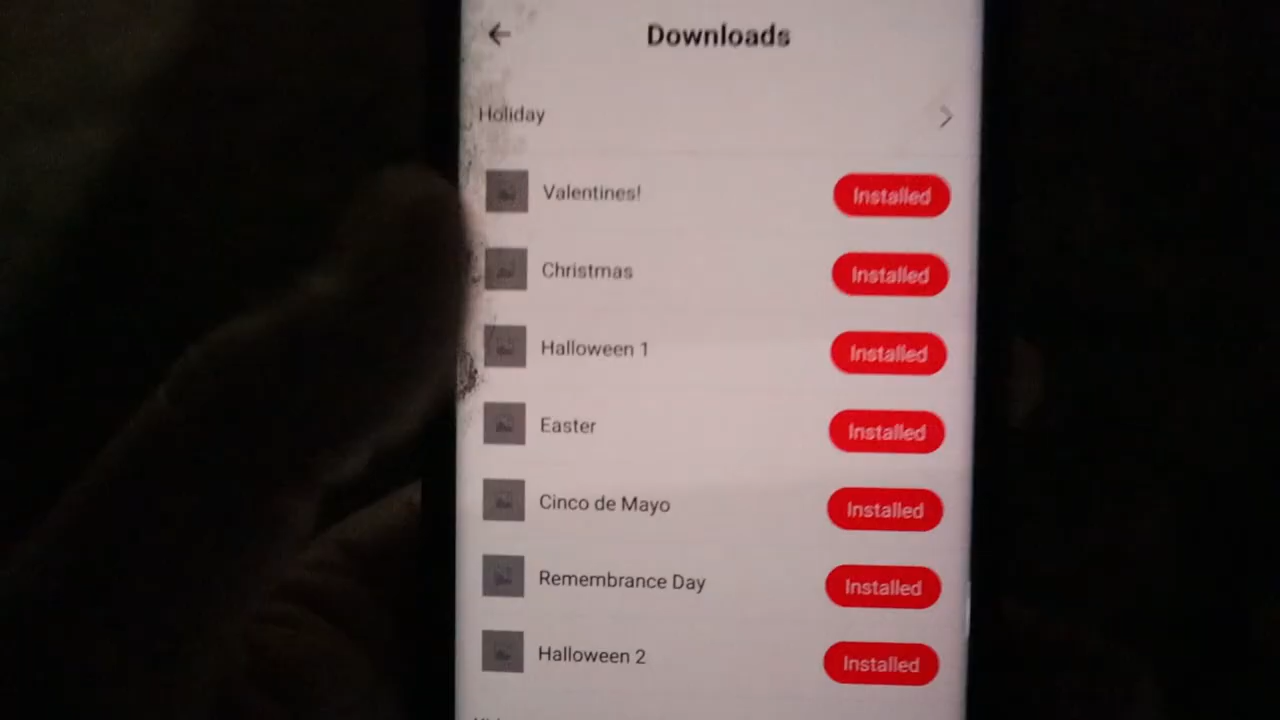 Downloads
Holiday
Valentines! Installed
Christmas Installed
Halloween 1 Installed
Easter Installed
Cinco de Mayo Installed
Remembrance Day Installed
Halloween 2 Installed